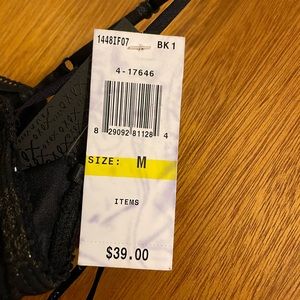 1448IF07 BK1
4-17646
8 29092 81128 4
SIZE: M
ITEMS
$39.00